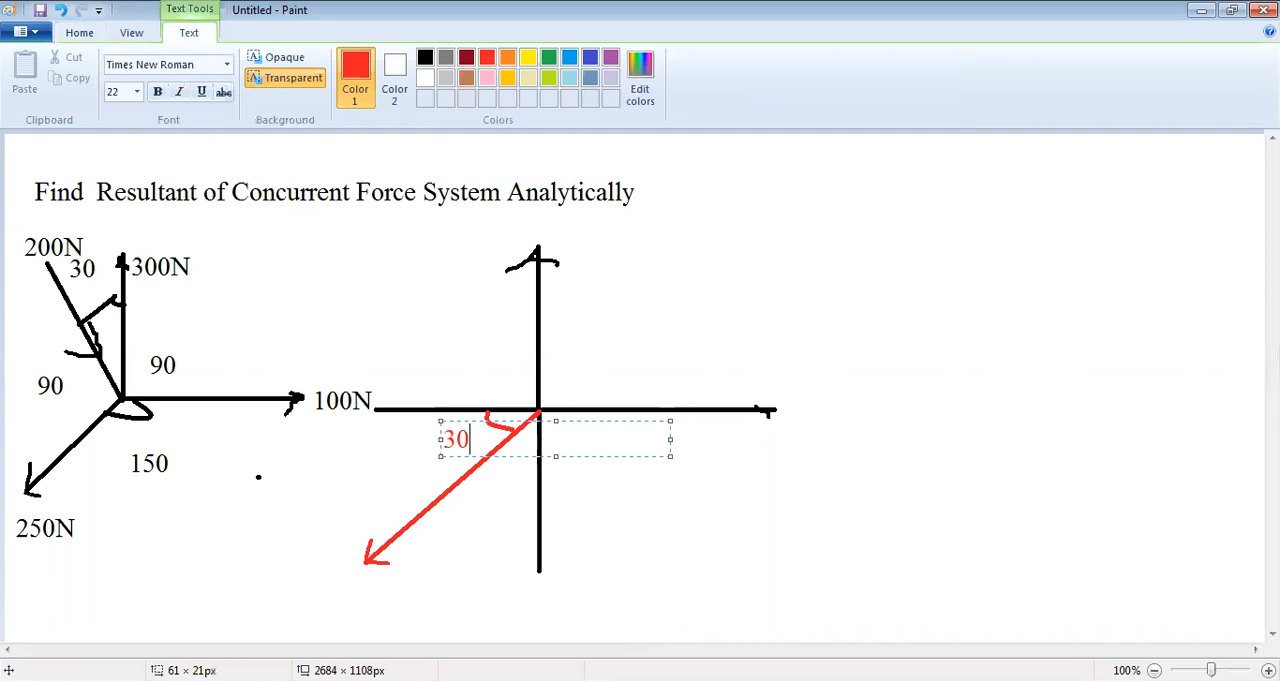 Text Tools
Untitled - Paint
Home
View
Text
Paste
Cut
Copy
Clipboard
Times New Roman
22
B I U abc
Font
Opaque
Transparent
Background
Color 1
Color 2
Edit colors
Colors
Find Resultant of Concurrent Force System Analytically
200N
30
300N
90
90
100N
150
250N
30
61 × 21px
2684 × 1108px
100%